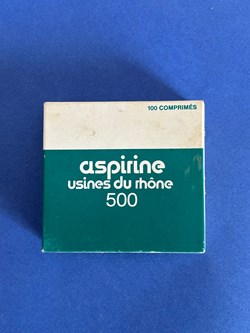 100 COMPRIMÉS
aspirine
usines du rhône
500